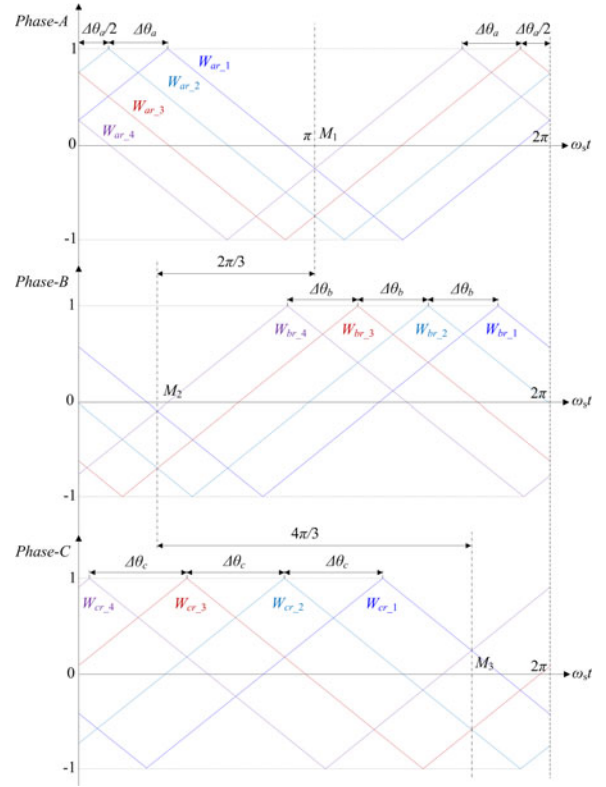 Phase-A
Δθa/2 Δθa Δθa Δθa/2
1
War_1
War_2
War_3
War_4
π M1
0 2π ωst
-1
2π/3
Phase-B
Δθb Δθb Δθb
1
Wbr_4 Wbr_3 Wbr_2 Wbr_1
M2
0 2π ωst
-1
4π/3
Phase-C
Δθc Δθc Δθc
1
Wcr_4 Wcr_3 Wcr_2 Wcr_1
M3
0 2π ωst
-1